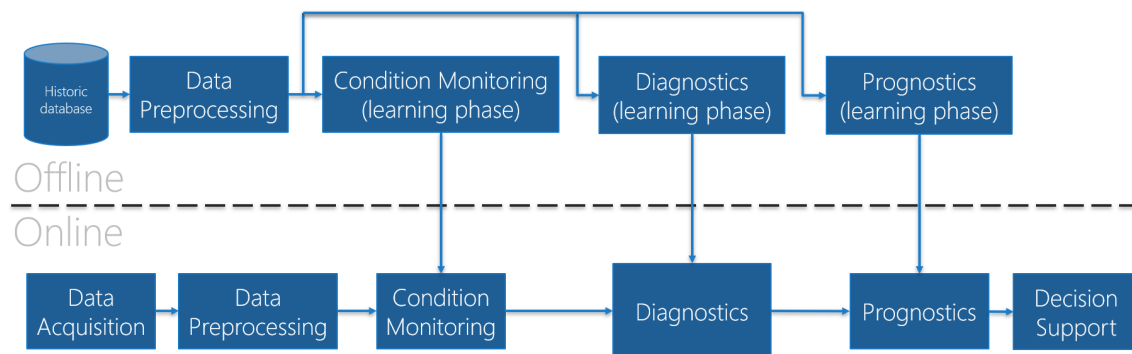 Historic
database
Data
Preprocessing
Condition Monitoring
(learning phase)
Diagnostics
(learning phase)
Prognostics
(learning phase)
Offline
Online
Data
Acquisition
Data
Preprocessing
Condition
Monitoring
Diagnostics
Prognostics
Decision
Support